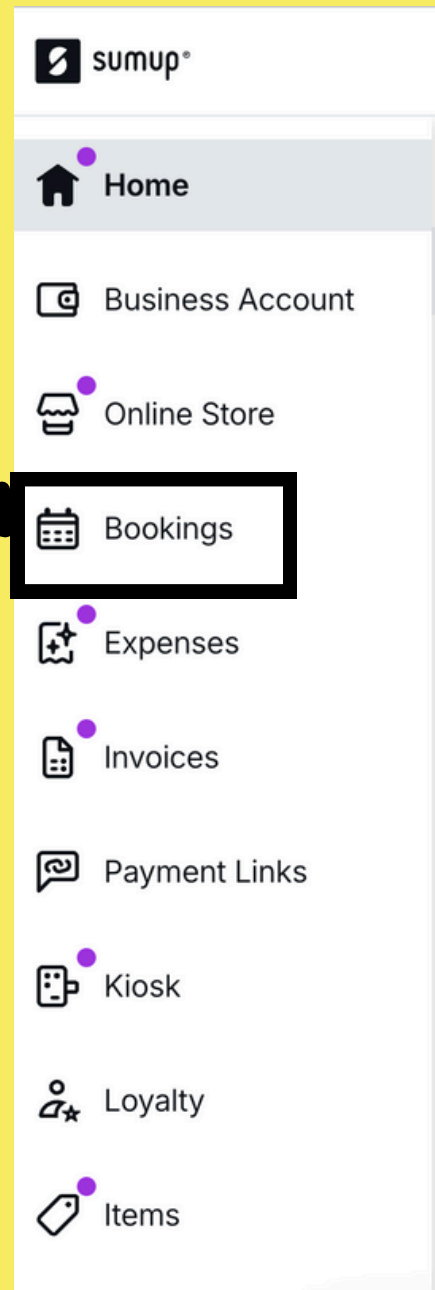 sumup®
Home
Business Account
Online Store
Bookings
Expenses
Invoices
Payment Links
Kiosk
Loyalty
Items